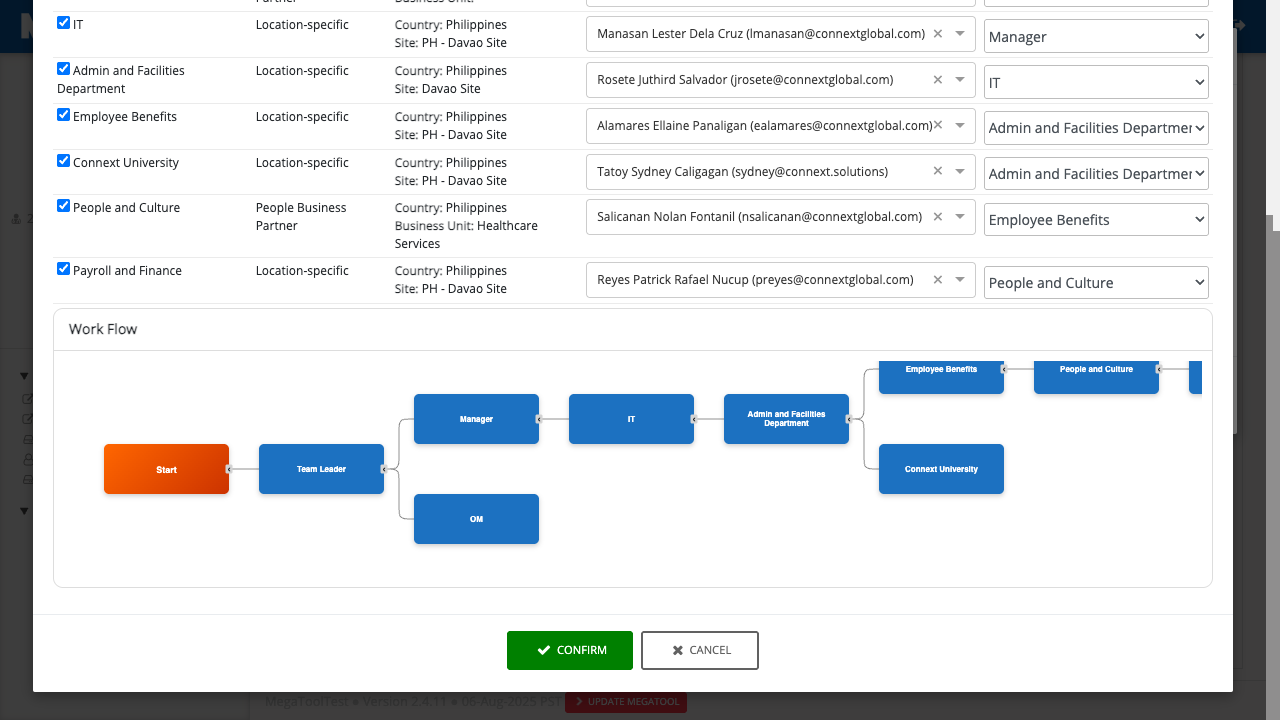 IT
Location-specific
Country: Philippines
Site: PH - Davao Site
Manasan Lester Dela Cruz (lmanasan@connextglobal.com)
Manager
Admin and Facilities
Department
Location-specific
Country: Philippines
Site: Davao Site
Rosete Juthird Salvador (jrosete@connextglobal.com)
IT
Employee Benefits
Location-specific
Country: Philippines
Site: PH - Davao Site
Alamares Ellaine Panaligan (ealamares@connextglobal.com)
Admin and Facilities Departmer
Connext University
Location-specific
Country: Philippines
Site: PH - Davao Site
Tatoy Sydney Caligagan (sydney@connext.solutions)
Admin and Facilities Departmer
People and Culture
People Business
Partner
Country: Philippines
Business Unit: Healthcare
Services
Salicanan Nolan Fontanil (nsalicanan@connextglobal.com)
Employee Benefits
Payroll and Finance
Location-specific
Country: Philippines
Site: PH - Davao Site
Reyes Patrick Rafael Nucup (preyes@connextglobal.com)
People and Culture
Work Flow
Start
Team Leader
Manager
OM
IT
Admin and Facilities
Department
Employee Benefits
People and Culture
Connext University
CONFIRM
CANCEL
MegaToolTest • Version 2.4.11 • 06-Aug-2025 PST
UPDATE MEGATOOL